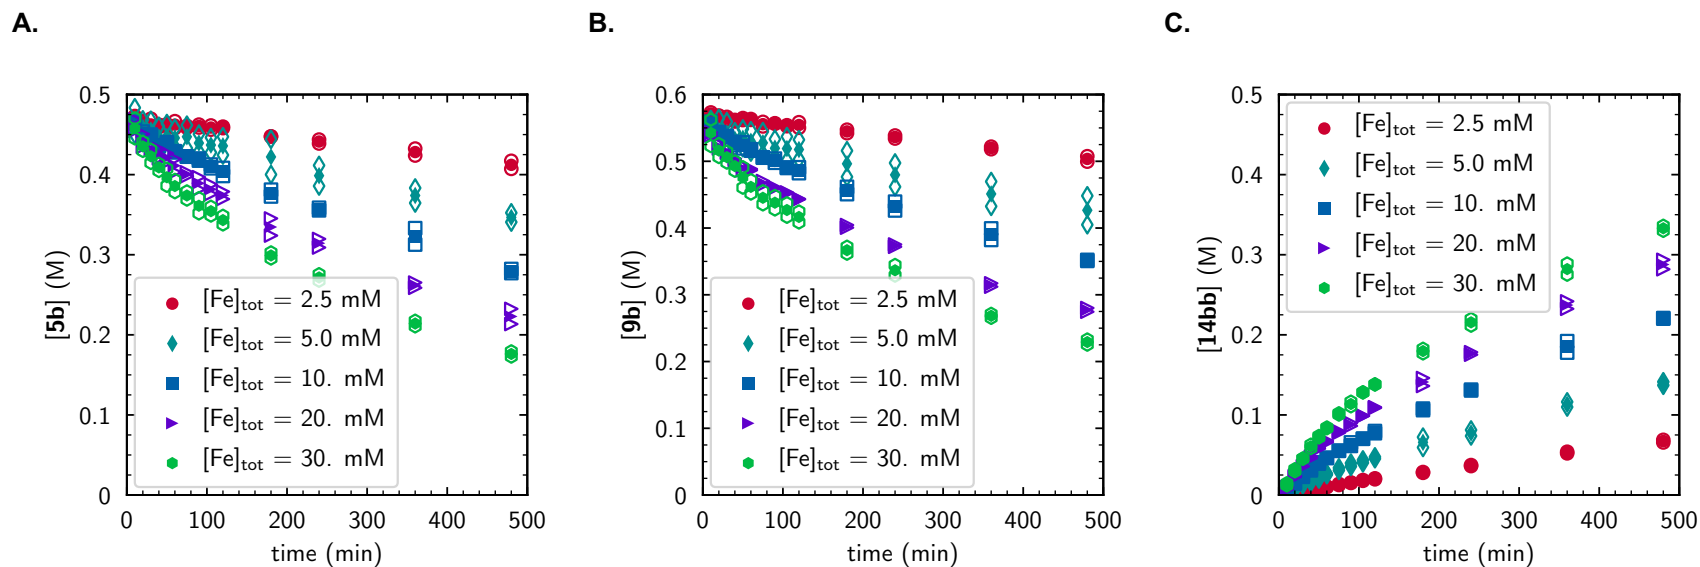 A.
B.
C.
0.5
0.4
0.3
0.2
0.1
0
[5b] (M)
[Fe]tot = 2.5 mM
[Fe]tot = 5.0 mM
[Fe]tot = 10. mM
[Fe]tot = 20. mM
[Fe]tot = 30. mM
0 100 200 300 400 500
time (min)
0.6
0.5
0.4
0.3
0.2
0.1
0
[9b] (M)
[Fe]tot = 2.5 mM
[Fe]tot = 5.0 mM
[Fe]tot = 10. mM
[Fe]tot = 20. mM
[Fe]tot = 30. mM
0 100 200 300 400 500
time (min)
0.5
0.4
0.3
0.2
0.1
0
[14bb] (M)
[Fe]tot = 2.5 mM
[Fe]tot = 5.0 mM
[Fe]tot = 10. mM
[Fe]tot = 20. mM
[Fe]tot = 30. mM
0 100 200 300 400 500
time (min)